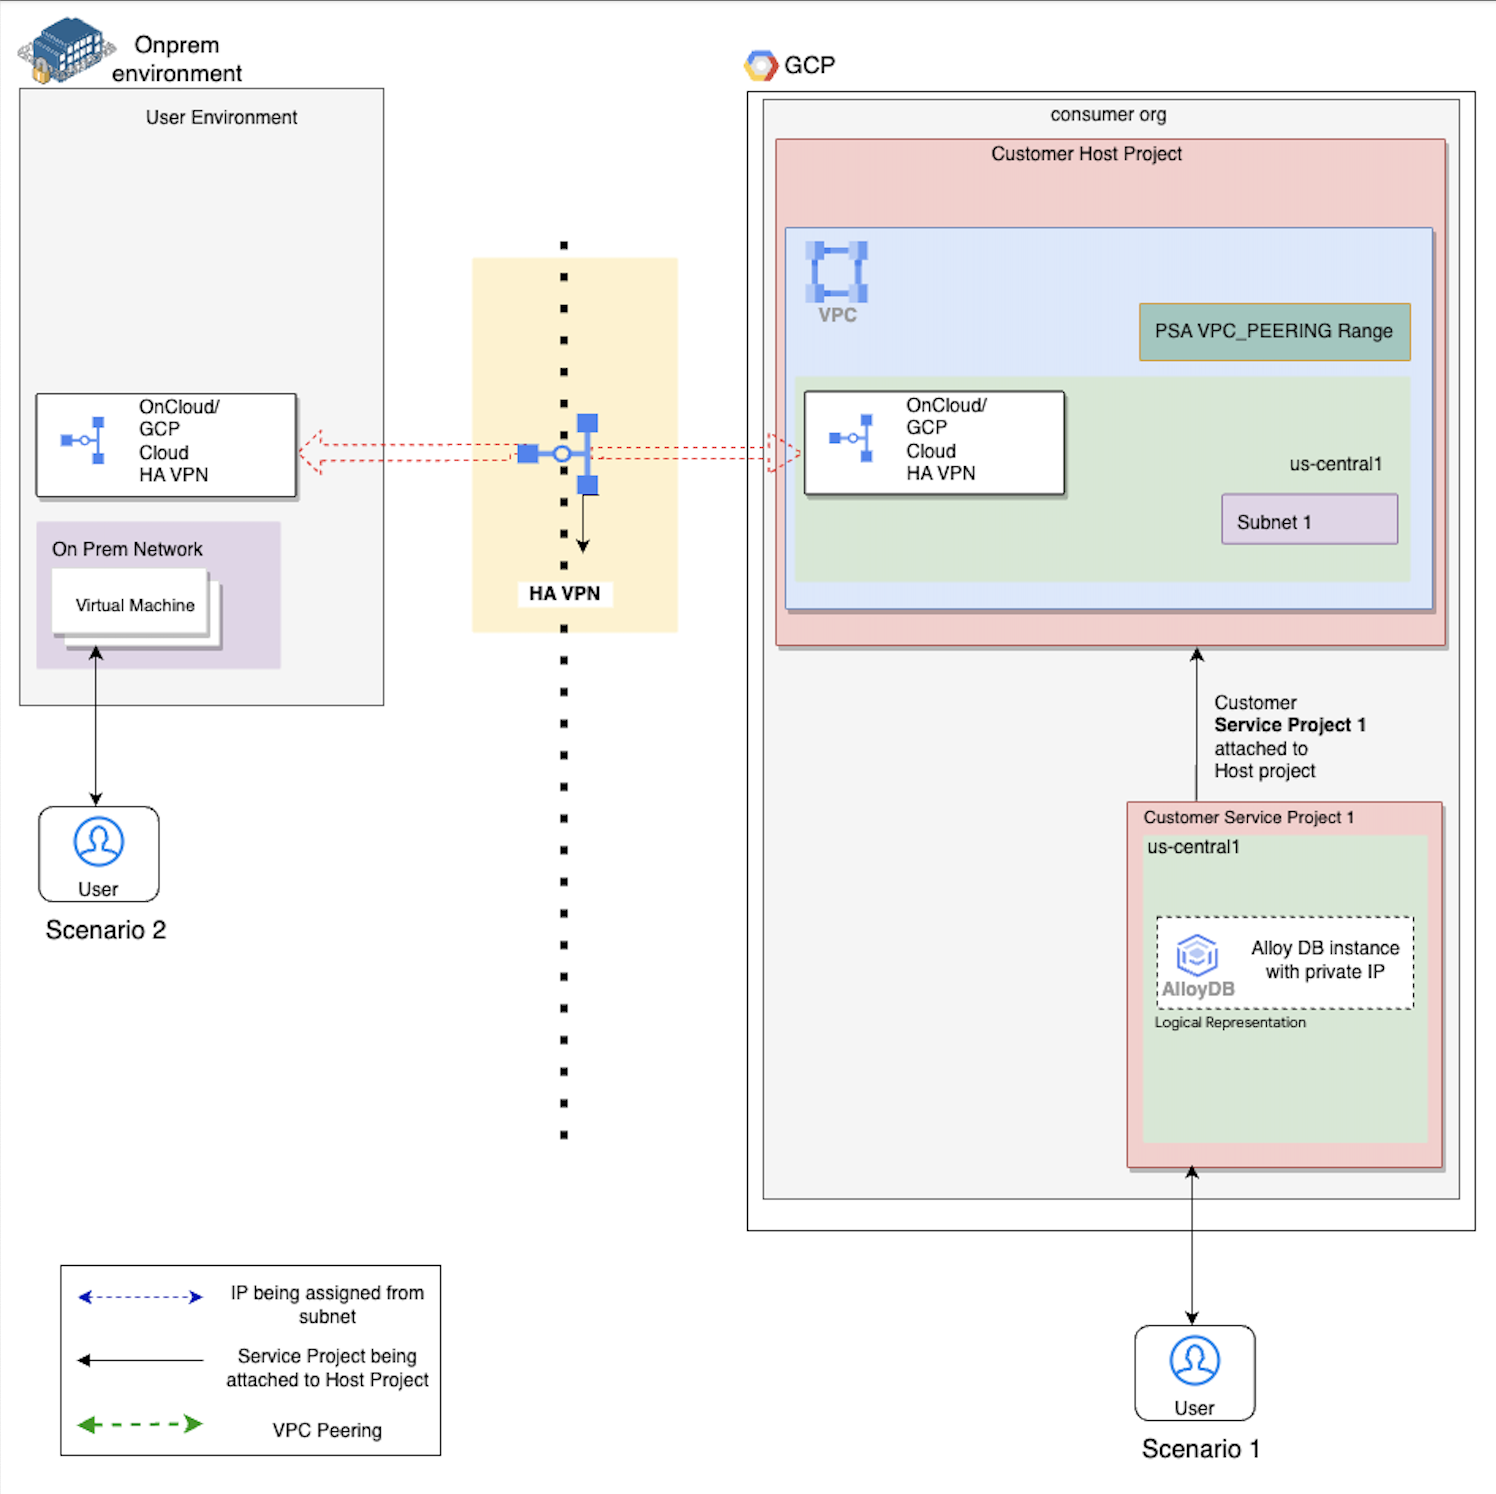 Onprem
environment
User Environment
OnCloud/
GCP
Cloud
HA VPN
On Prem Network
Virtual Machine
User
Scenario 2
HA VPN
GCP
consumer org
Customer Host Project
VPC
PSA VPC_PEERING Range
OnCloud/
GCP
Cloud
HA VPN
us-central1
Subnet 1
Customer
Service Project 1
attached to
Host project
Customer Service Project 1
us-central1
Alloy DB instance
with private IP
AlloyDB
Logical Representation
User
Scenario 1
IP being assigned from
subnet
Service Project being
attached to Host Project
VPC Peering